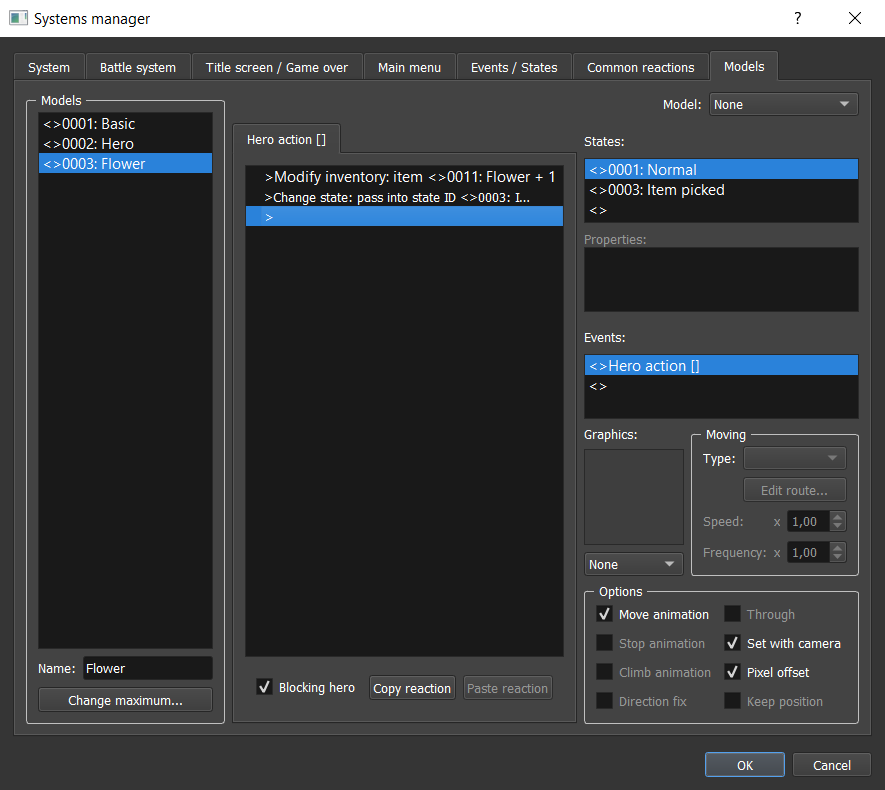 Systems manager
?
System
Battle system
Title screen / Game over
Main menu
Events / States
Common reactions
Models
Models
<>0001: Basic
<>0002: Hero
<>0003: Flower
Name: Flower
Change maximum...
Hero action []
>Modify inventory: item <>0011: Flower + 1
>Change state: pass into state ID <>0003: I...
>
Blocking hero
Copy reaction
Paste reaction
Model: None
States:
<>0001: Normal
<>0003: Item picked
<>
Properties:
Events:
<>Hero action []
<>
Graphics:
None
Moving
Type:
Edit route...
Speed: x 1,00
Frequency: x 1,00
Options
Move animation
Through
Stop animation
Set with camera
Climb animation
Pixel offset
Direction fix
Keep position
OK
Cancel